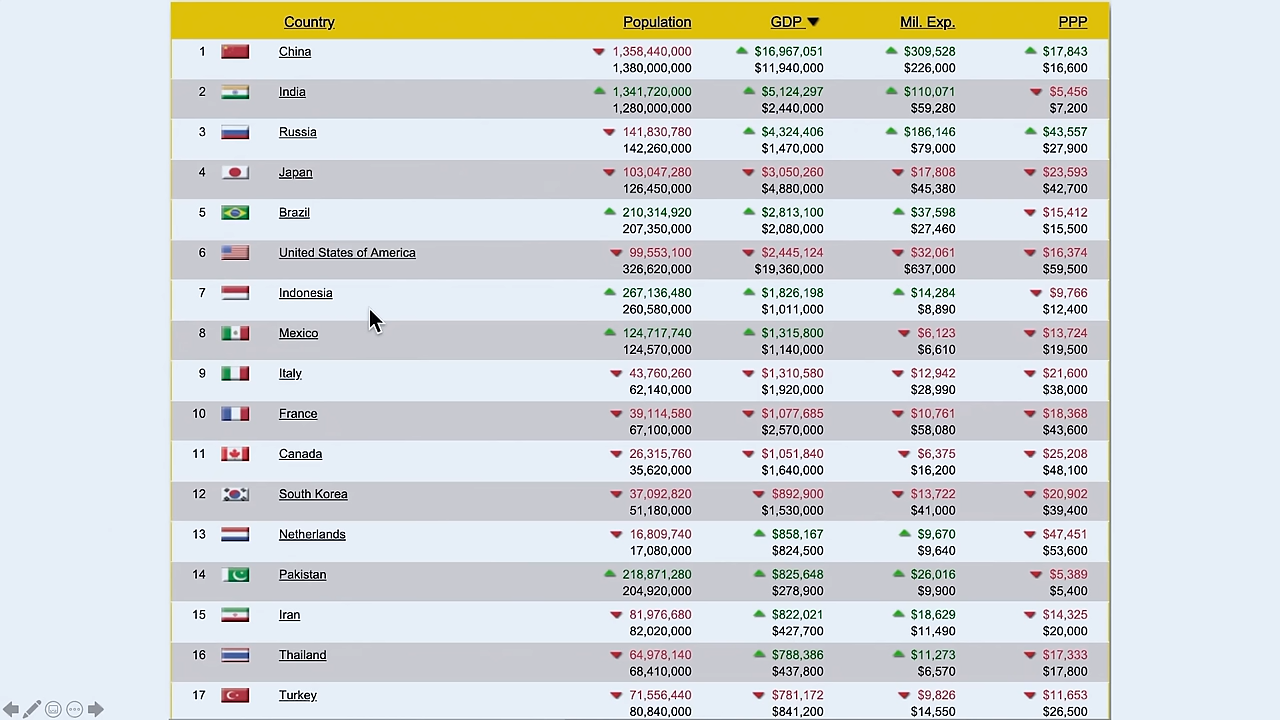 Country Population GDP ▼ Mil. Exp. PPP
1 China 1,358,440,000 $16,967,051 $309,528 $17,843
1,380,000,000 $11,940,000 $226,000 $16,600
2 India 1,341,720,000 $5,124,297 $110,071 $5,456
1,280,000,000 $2,440,000 $59,280 $7,200
3 Russia 141,830,780 $4,324,406 $186,146 $43,557
142,260,000 $1,470,000 $79,000 $27,900
4 Japan 103,047,280 $3,050,260 $17,808 $23,593
126,450,000 $4,880,000 $45,380 $42,700
5 Brazil 210,314,920 $2,813,100 $37,598 $15,412
207,350,000 $2,080,000 $27,460 $15,500
6 United States of America 99,553,100 $2,445,124 $32,061 $16,374
326,620,000 $19,360,000 $637,000 $59,500
7 Indonesia 267,136,480 $1,826,198 $14,284 $9,766
260,580,000 $1,011,000 $8,890 $12,400
8 Mexico 124,717,740 $1,315,800 $6,123 $13,724
124,570,000 $1,140,000 $6,610 $19,500
9 Italy 43,760,260 $1,310,580 $12,942 $21,600
62,140,000 $1,920,000 $28,990 $38,000
10 France 39,114,580 $1,077,685 $10,761 $18,368
67,100,000 $2,570,000 $58,080 $43,600
11 Canada 26,315,760 $1,051,840 $6,375 $25,208
35,620,000 $1,640,000 $16,200 $48,100
12 South Korea 37,092,820 $892,900 $13,722 $20,902
51,180,000 $1,530,000 $41,000 $39,400
13 Netherlands 16,809,740 $858,167 $9,670 $47,451
17,080,000 $824,500 $9,640 $53,600
14 Pakistan 218,871,280 $825,648 $26,016 $5,389
204,920,000 $278,900 $9,900 $5,400
15 Iran 81,976,680 $822,021 $18,629 $14,325
82,020,000 $427,700 $11,490 $20,000
16 Thailand 64,978,140 $788,386 $11,273 $17,333
68,410,000 $437,800 $6,570 $17,800
17 Turkey 71,556,440 $781,172 $9,826 $11,653
80,840,000 $841,200 $14,550 $26,500